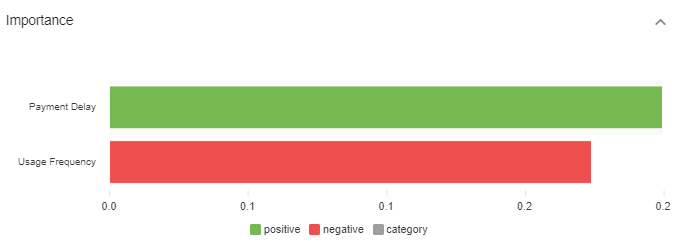 Importance
Payment Delay
Usage Frequency
0.0 0.1 0.1 0.2 0.2
positive negative category